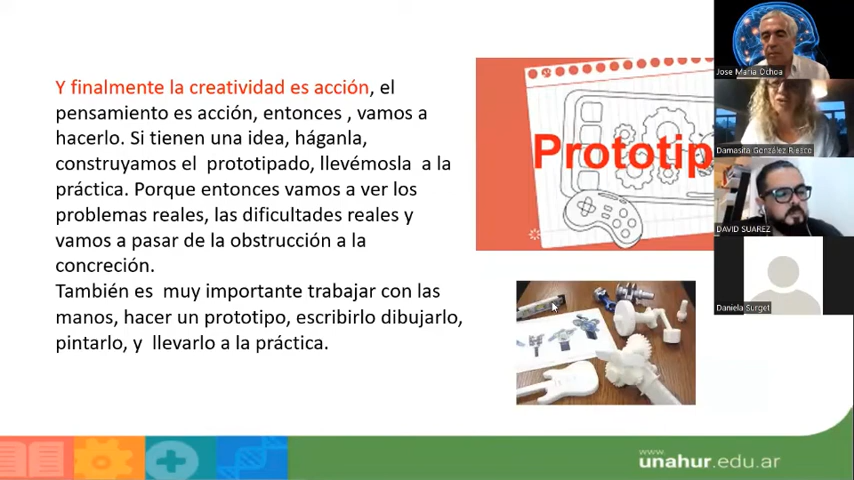 Y finalmente la creatividad es acción, el
pensamiento es acción, entonces , vamos a
hacerlo. Si tienen una idea, háganla,
construyamos el prototipado, llevémosla a la
práctica. Porque entonces vamos a ver los
problemas reales, las dificultades reales y
vamos a pasar de la obstrucción a la
concreción.
También es muy importante trabajar con las
manos, hacer un prototipo, escribirlo dibujarlo,
pintarlo, y llevarlo a la práctica.
Prototip
Jose Maria Ochoa
Damasita González Riesco
DAVID SUAREZ
Daniela Surget
www
unahur.edu.ar